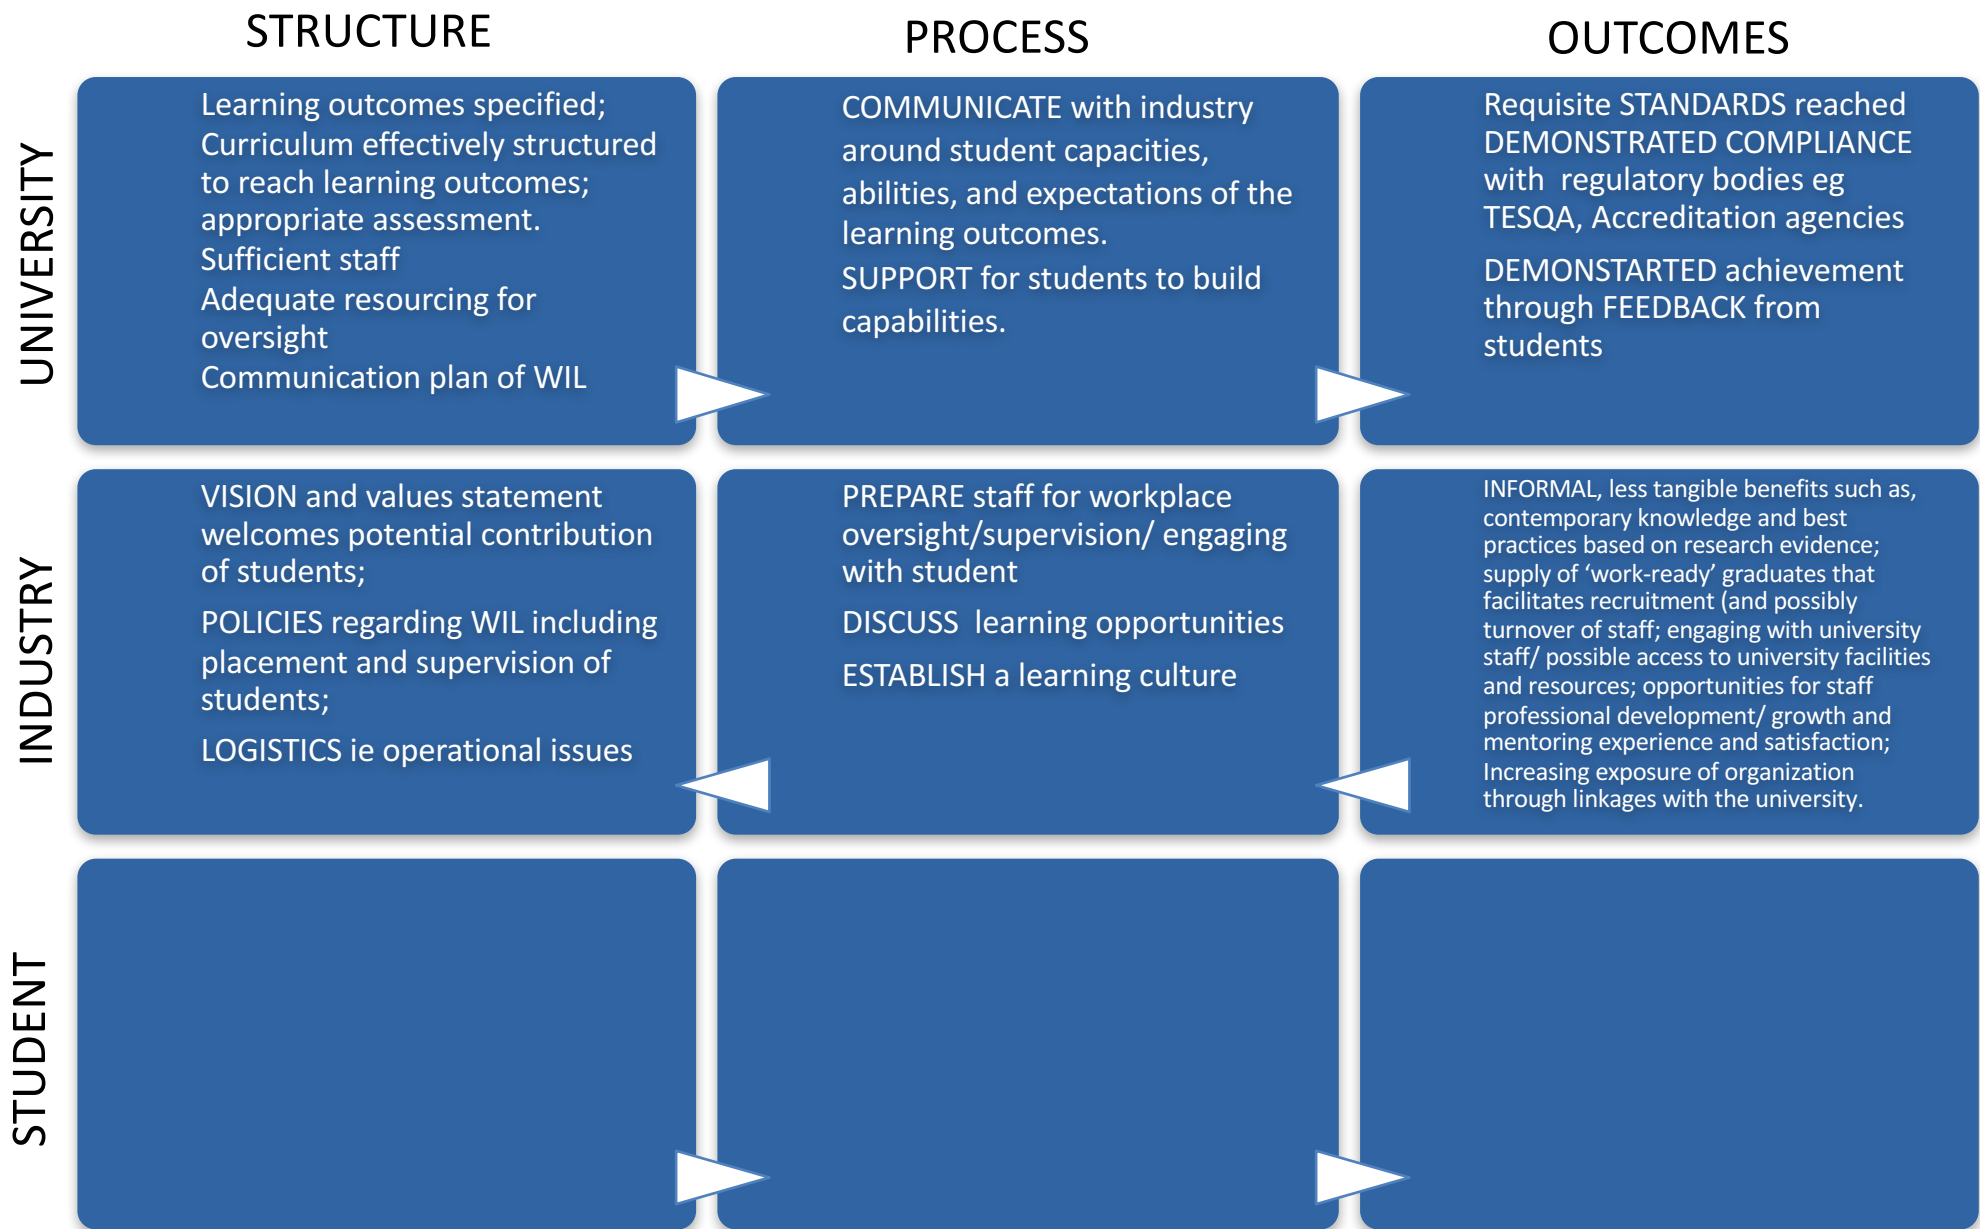 STRUCTURE
PROCESS
OUTCOMES
UNIVERSITY
Learning outcomes specified;
Curriculum effectively structured
to reach learning outcomes;
appropriate assessment.
Sufficient staff
Adequate resourcing for
oversight
Communication plan of WIL
COMMUNICATE with industry
around student capacities,
abilities, and expectations of the
learning outcomes.
SUPPORT for students to build
capabilities.
Requisite STANDARDS reached
DEMONSTRATED COMPLIANCE
with regulatory bodies eg
TESQA, Accreditation agencies
DEMONSTARTED achievement
through FEEDBACK from
students
INDUSTRY
VISION and values statement
welcomes potential contribution
of students;
POLICIES regarding WIL including
placement and supervision of
students;
LOGISTICS ie operational issues
PREPARE staff for workplace
oversight/supervision/ engaging
with student
DISCUSS learning opportunities
ESTABLISH a learning culture
INFORMAL, less tangible benefits such as,
contemporary knowledge and best
practices based on research evidence;
supply of ‘work-ready’ graduates that
facilitates recruitment (and possibly
turnover of staff; engaging with university
staff/ possible access to university facilities
and resources; opportunities for staff
professional development/ growth and
mentoring experience and satisfaction;
Increasing exposure of organization
through linkages with the university.
STUDENT